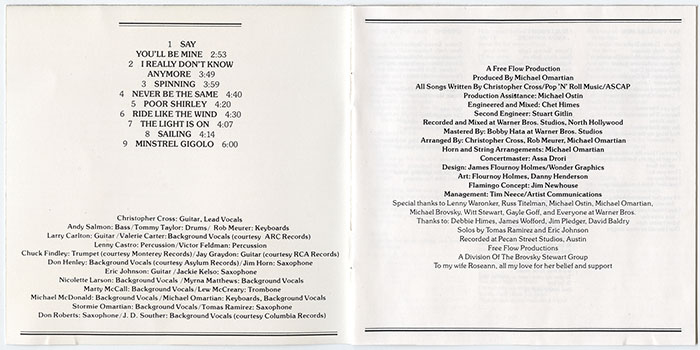 1 SAY
YOU'LL BE MINE 2:53
2 I REALLY DON'T KNOW
ANYMORE 3:49
3 SPINNING 3:59
4 NEVER BE THE SAME 4:40
5 POOR SHIRLEY 4:20
6 RIDE LIKE THE WIND 4:30
7 THE LIGHT IS ON 4:07
8 SAILING 4:14
9 MINSTREL GIGOLO 6:00
Christopher Cross: Guitar, Lead Vocals
Andy Salmon: Bass/Tommy Taylor: Drums/ Rob Meurer: Keyboards
Larry Carlton: Guitar/Valerie Carter: Background Vocals (courtesy ARC Records)
Lenny Castro: Percussion/Victor Feldman: Percussion
Chuck Findley: Trumpet (courtesy Monterey Records)/Jay Graydon: Guitar (courtesy RCA Records)
Don Henley: Background Vocals (courtesy Asylum Records)/Jim Horn: Saxophone
Eric Johnson: Guitar/Jackie Kelso: Saxophone
Nicolette Larson: Background Vocals/Myrna Matthews: Background Vocals
Marty McCall: Background Vocals/Lew McCreary: Trombone
Michael McDonald: Background Vocals/Michael Omartian: Keyboards, Background Vocals
Stormie Omartian: Background Vocals/Tomas Ramirez: Saxophone
Don Roberts: Saxophone/J. D. Souther: Background Vocals (courtesy Columbia Records)
A Free Flow Production
Produced By Michael Omartian
All Songs Written By Christopher Cross/Pop 'N' Roll Music/ASCAP
Production Assistance: Michael Ostin
Engineered and Mixed: Chet Himes
Second Engineer: Stuart Gitlin
Recorded and Mixed at Warner Bros. Studios, North Hollywood
Mastered By: Bobby Hata at Warner Bros. Studios
Arranged By: Christopher Cross, Rob Meurer, Michael Omartian
Horn and String Arrangements: Michael Omartian
Concertmaster: Assa Drori
Design: James Flournoy Holmes/Wonder Graphics
Art: Flournoy Holmes, Danny Henderson
Flamingo Concept: Jim Newhouse
Management: Tim Neece/Artist Communications
Special thanks to Lenny Waronker, Russ Titelman, Michael Ostin, Michael Omartian,
Michael Brovsky, Witt Stewart, Gayle Goff, and Everyone at Warner Bros.
Thanks to: Debbie Himes, James Wofford, Jim Pledger, David Baldry
Solos by Tomas Ramirez and Eric Johnson
Recorded at Pecan Street Studios, Austin
Free Flow Productions
A Division Of The Brovsky Stewart Group
To my wife Roseann, all my love for her belief and support